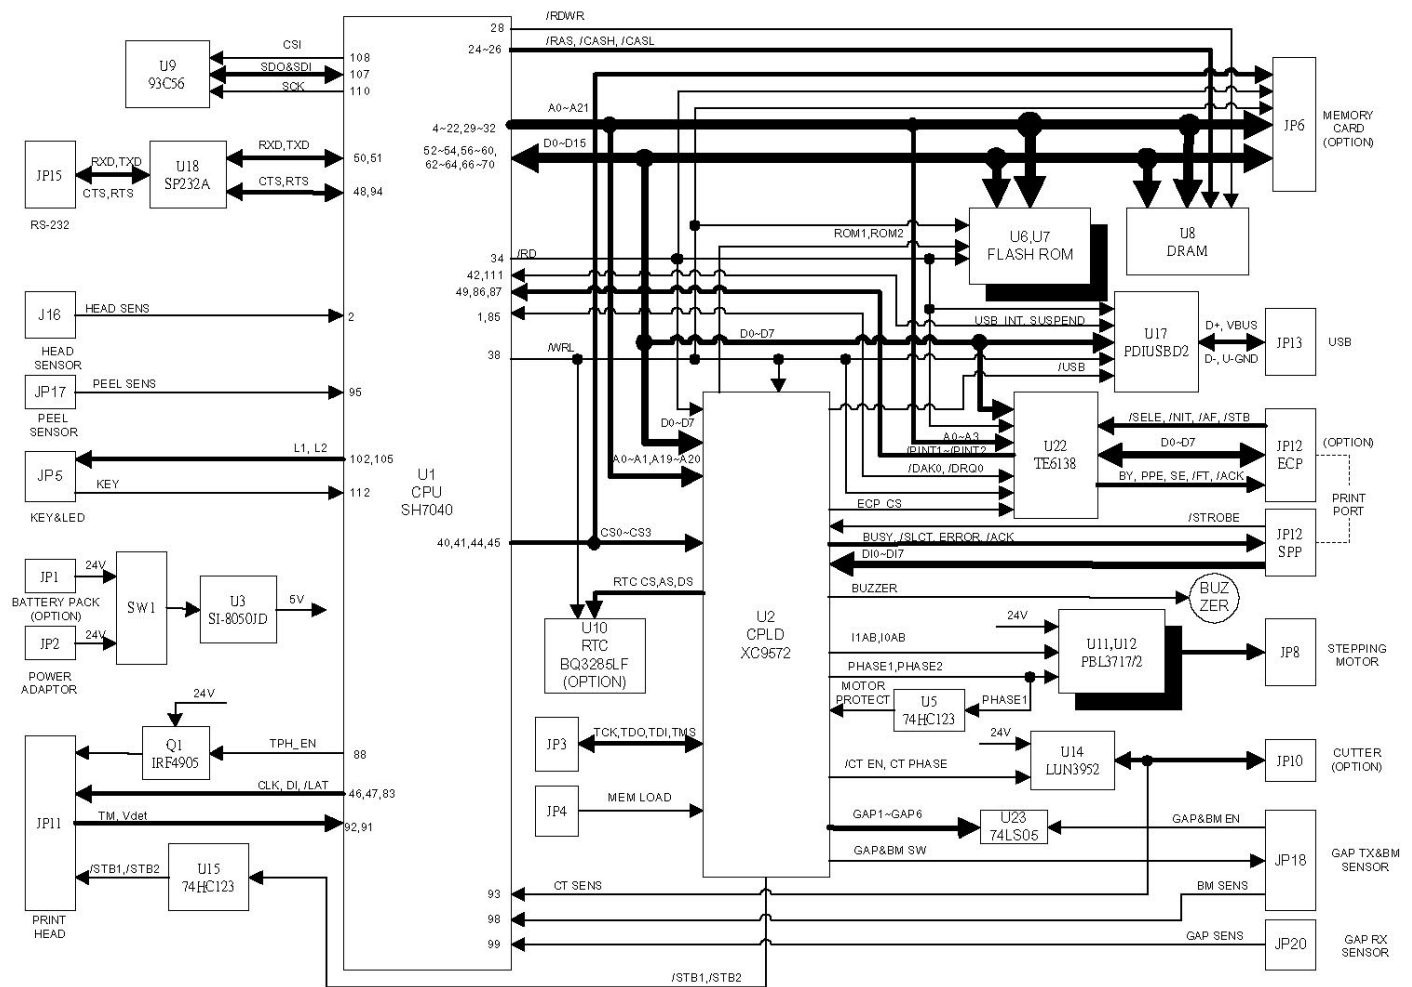 /RDWR
28
/RAS, /CASH, /CASL
24~26
CSI
108
U9
93C56
SDO&SDI
107
SCK
110
A0~A21
4~22,29~32
JP6
MEMORY
CARD
(OPTION)
D0~D15
52~54,56~60,
62~64,66~70
RXD,TXD
50,51
RXD,TXD
U18
SP232A
JP15
CTS,RTS
CTS,RTS
48,94
RS-232
ROM1,ROM2
U6,U7
FLASH ROM
U8
DRAM
/RD
34
42,111
49,86,87
1,85
J16
HEAD SENS
2
HEAD
SENSOR
USB INT, SUSPEND
D0~D7
U17
PDIUSBD2
D+, VBUS
D-, U-GND
JP13
USB
/WRL
38
/USB
JP17
PEEL SENS
95
PEEL
SENSOR
D0~D7
A0~A3
/PINT1~/PINT2
U22
TE6138
/SELE, /NIT, /AF, /STB
D0~D7
BY, PPE, SE, /FT, /ACK
JP12
ECP
(OPTION)
L1, L2
102,105
A0~A1,A19~A20
/DAK0, /DRQ0
JP5
KEY
112
KEY&LED
U1
CPU
SH7040
ECP CS
PRINT
PORT
/STROBE
JP12
SPP
CS0~CS3
40,41,44,45
BUSY, /SLCT, ERROR, /ACK
DI0~DI7
JP1
24V
BATTERY PACK
(OPTION)
SW1
U3
SI-8050JD
5V
JP2
24V
POWER
ADAPTOR
RTC CS,AS,DS
U10
RTC
BQ3285LF
(OPTION)
U2
CPLD
XC9572
BUZZER
BUZ
ZER
24V
I1AB,I0AB
U11,U12
PBL3717/2
JP8
STEPPING
MOTOR
PHASE1,PHASE2
MOTOR
PROTECT
U5
74HC123
PHASE1
24V
Q1
IRF4905
TPH_EN
88
JP3
TCK,TDO,TDI,TMS
24V
U14
LUN3952
/CT EN, CT PHASE
JP10
CUTTER
(OPTION)
CLK, DI, /LAT
46,47,83
JP11
TM, Vdet
92,91
JP4
MEM LOAD
GAP1~GAP6
U23
74LS05
GAP&BM EN
GAP&BM SW
JP18
GAP TX&BM
SENSOR
/STB1,/STB2
U15
74HC123
PRINT
HEAD
93
CT SENS
BM SENS
98
99
GAP SENS
JP20
GAP RX
SENSOR
/STB1,/STB2